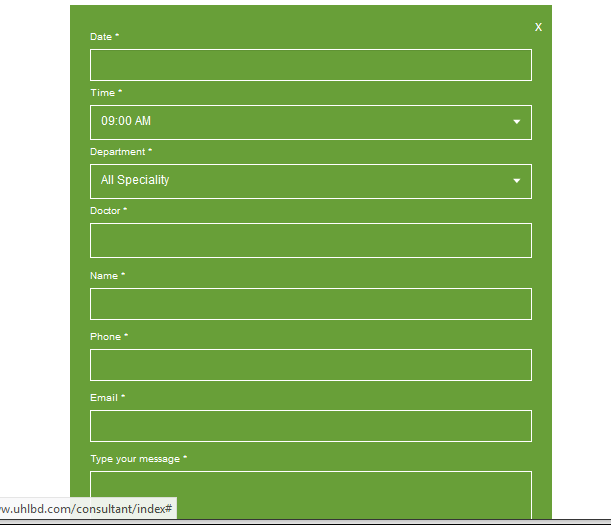 X
Date *
Time *
09:00 AM
Department *
All Speciality
Doctor *
Name *
Phone *
Email *
Type your message *
w.uhlbd.com/consultant/index#